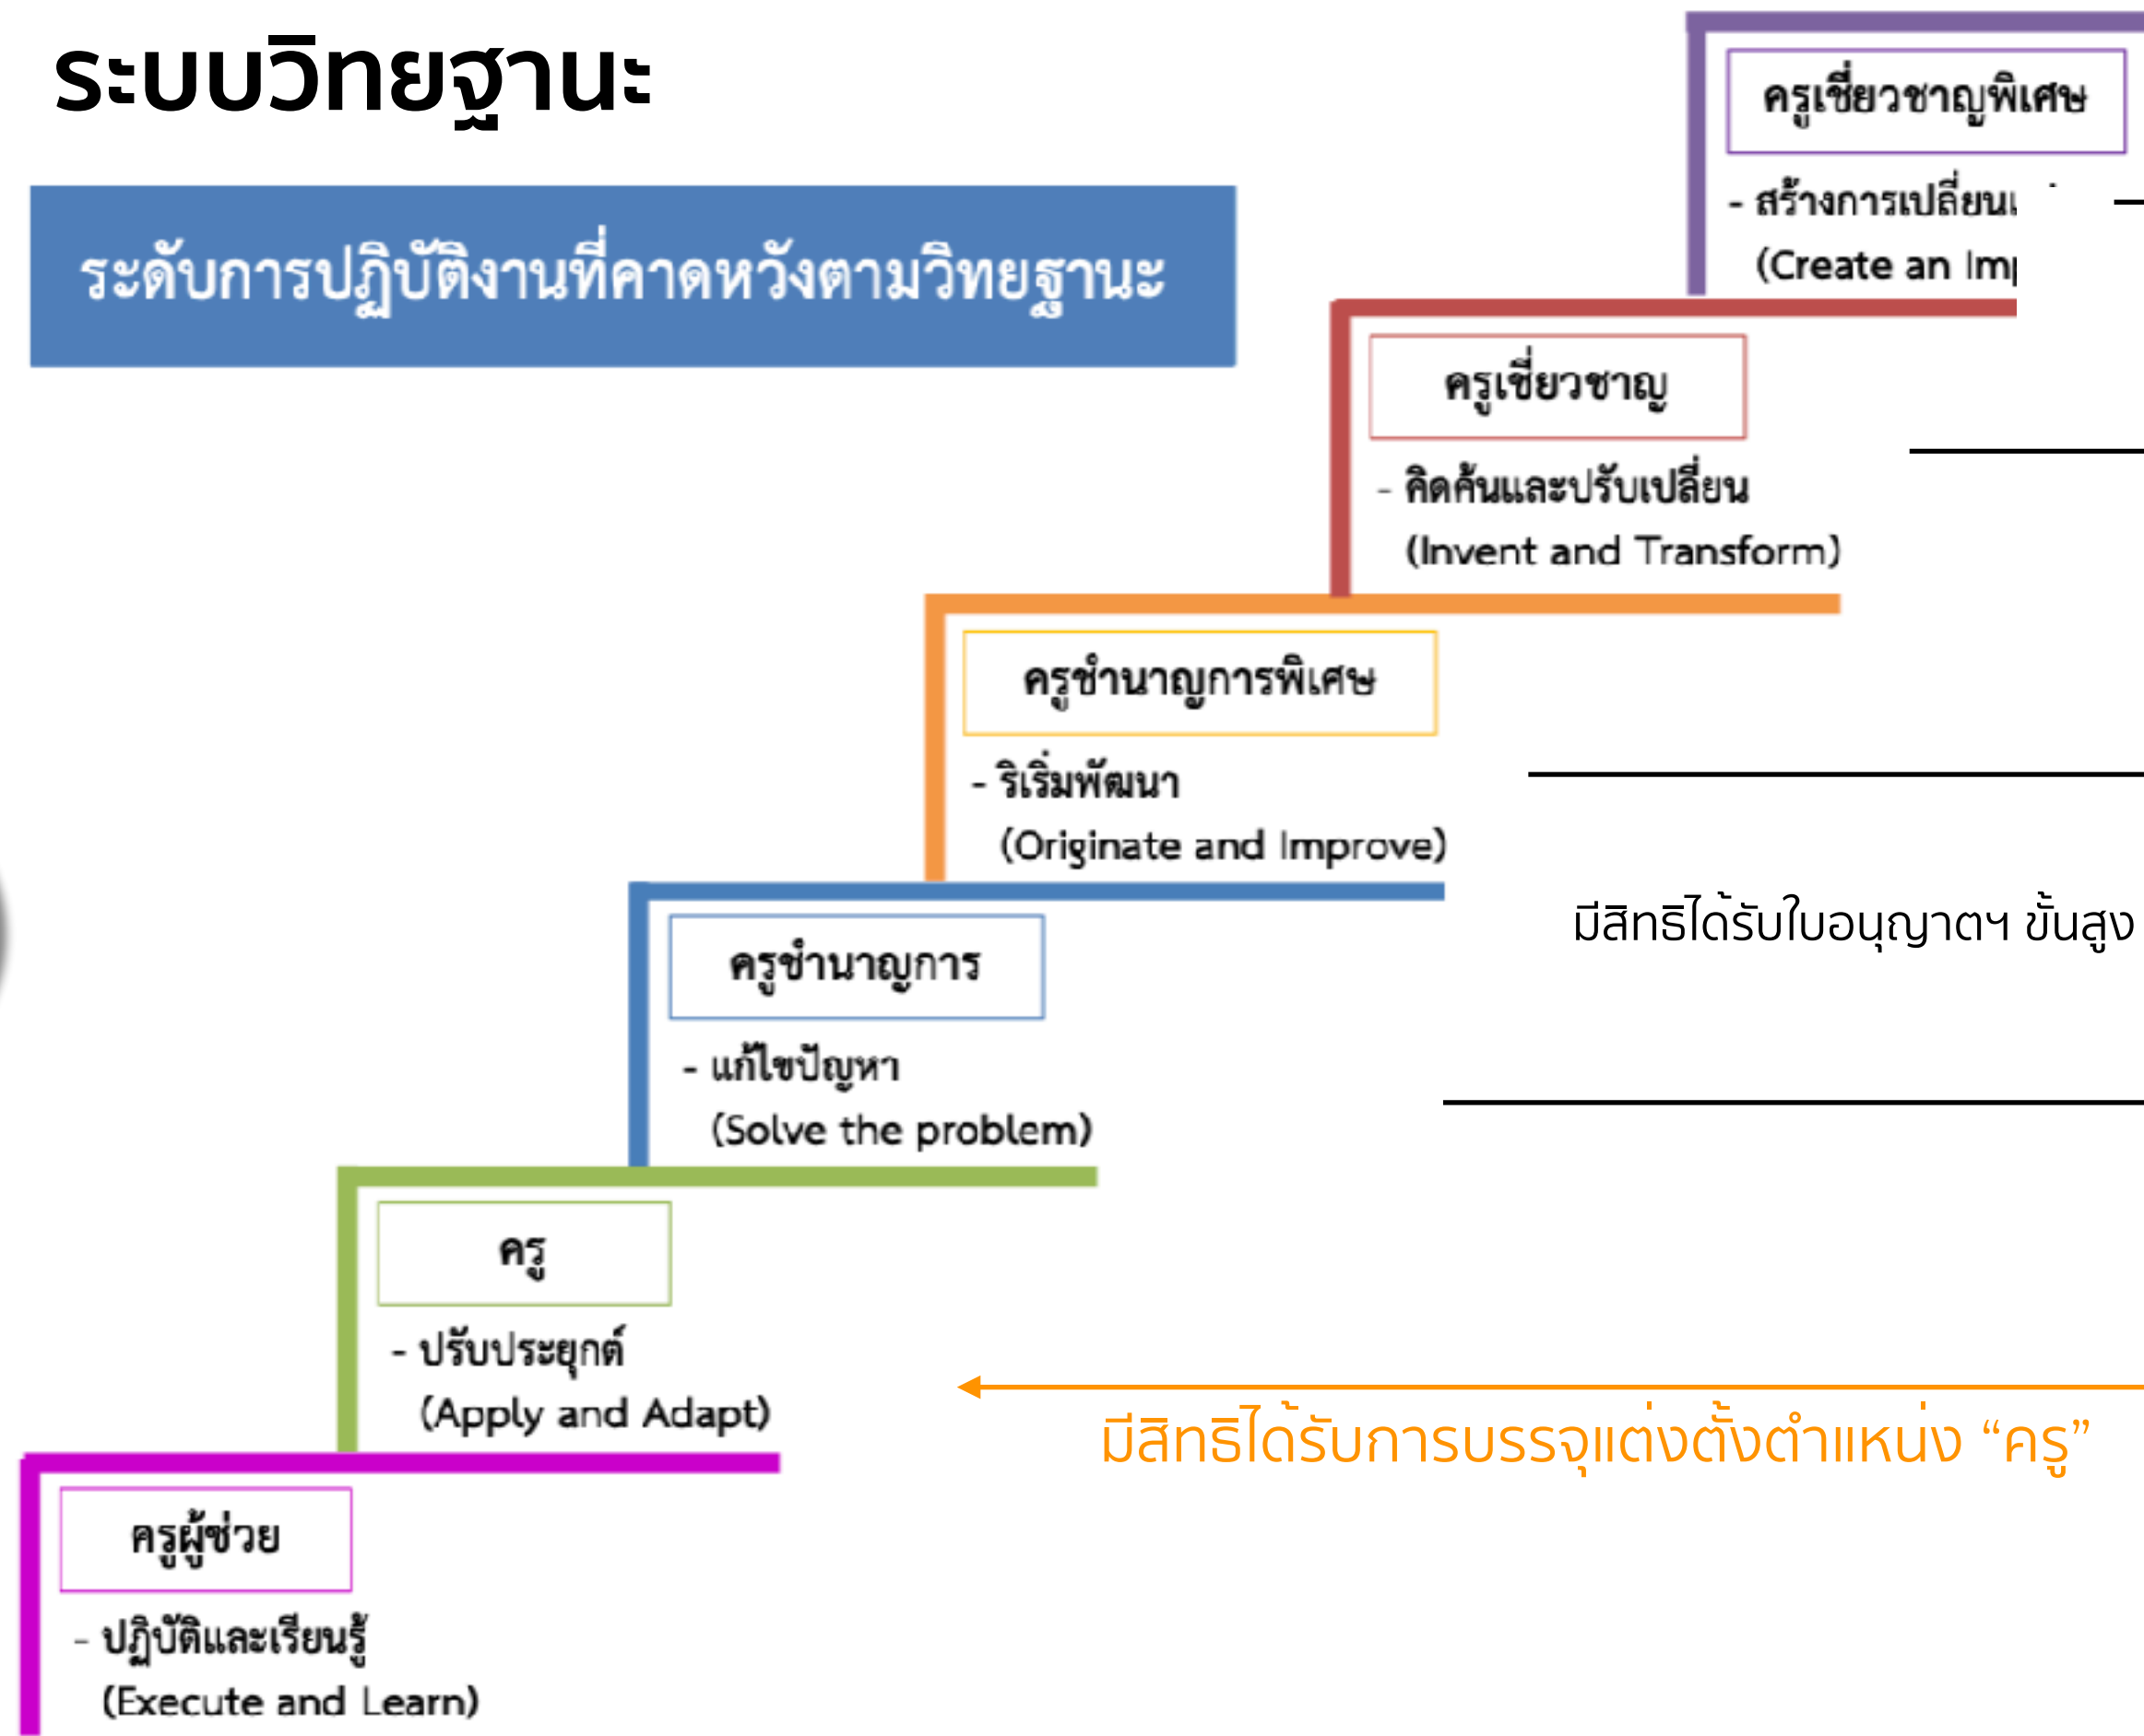 ระบบวิทยฐานะ
ระดับการปฏิบัติงานที่คาดหวังตามวิทยฐานะ
ครูเชี่ยวชาญพิเศษ
- สร้างการเปลี่ยน
(Create an
ครูเชี่ยวชาญ
- คิดค้นและปรับเปลี่ยน
(Invent and Transform)
ครูชำนาญการพิเศษ
- ริเริ่มพัฒนา
(Originate and Improve)
มีสิทธิได้รับใบอนุญาตฯ ขั้นสูง
ครูชำนาญการ
- แก้ไขปัญหา
(Solve the problem)
ครู
- ปรับประยุกต์
(Apply and Adapt)
มีสิทธิได้รับการบรรจุแต่งตั้งตำแหน่ง “ครู”
ครูผู้ช่วย
- ปฏิบัติและเรียนรู้
(Execute and Learn)